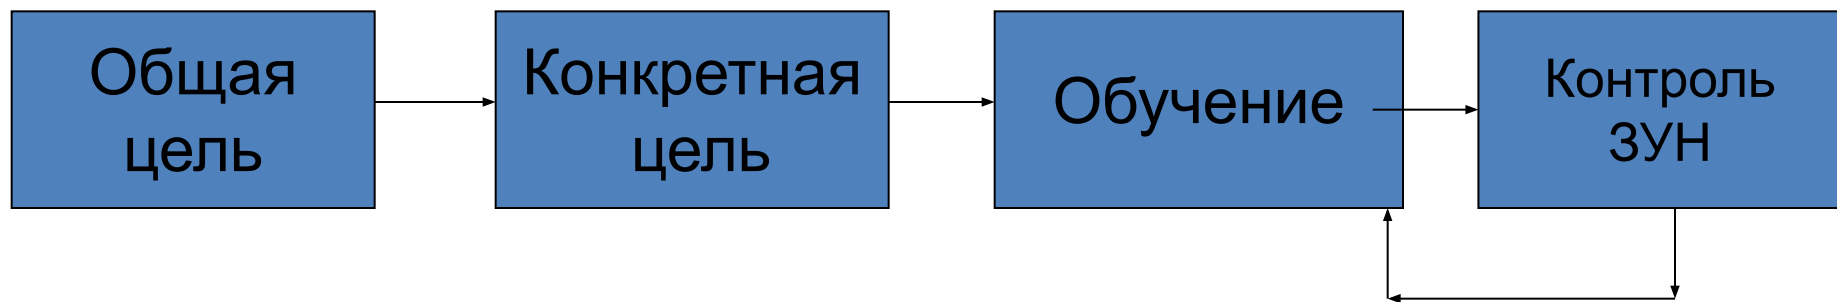 Общая
цель
Конкретная
цель
Обучение
Контроль
ЗУН